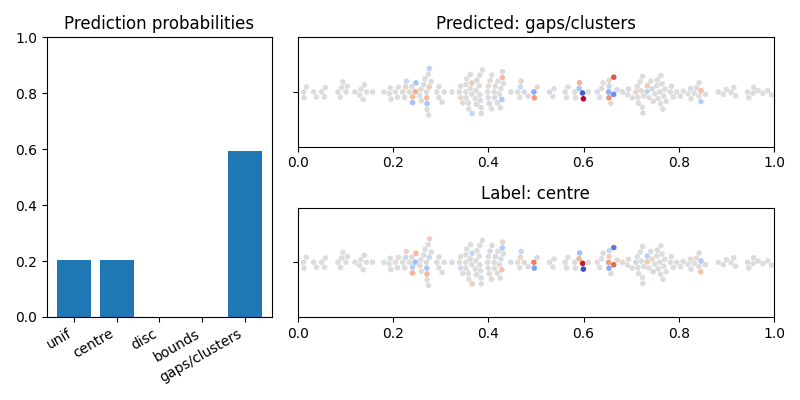 Prediction probabilities
1.0
0.8
0.6
0.4
0.2
0.0
unif
centre
disc
bounds
gaps/clusters
Predicted: gaps/clusters
0.0 0.2 0.4 0.6 0.8 1.0
Label: centre
0.0 0.2 0.4 0.6 0.8 1.0